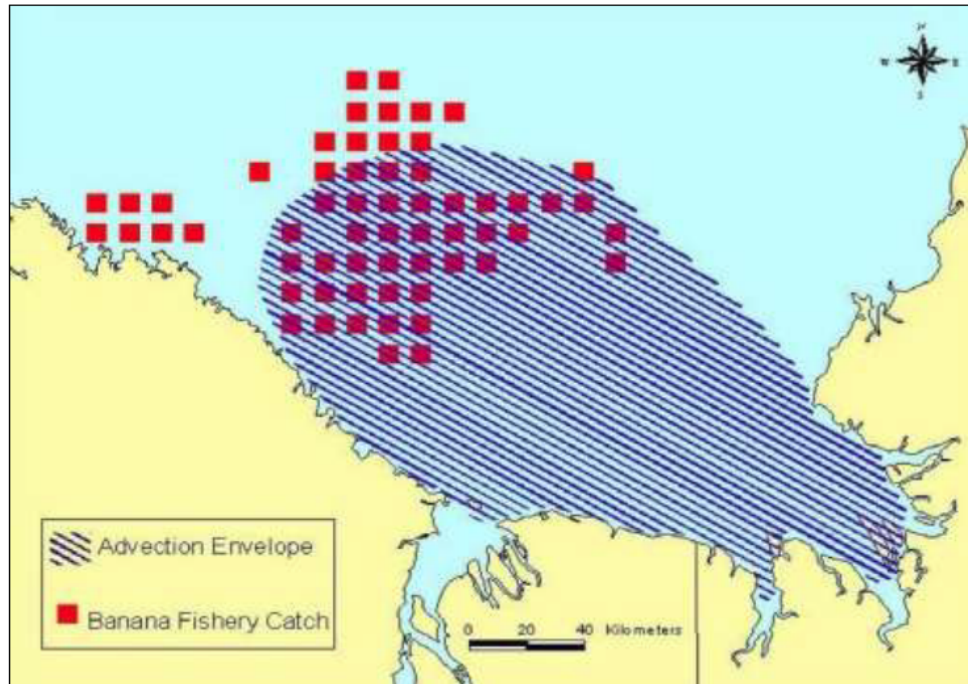 N
W E
S
Advection Envelope
Banana Fishery Catch
0 20 40 Kilometers